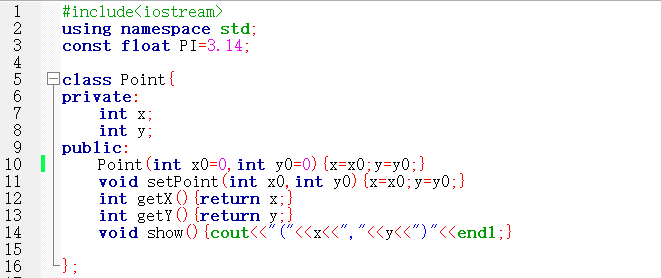 1 #include<iostream>
2 using namespace std;
3 const float PI=3.14;
4
5 class Point{
6 private:
7 int x;
8 int y;
9 public:
10 Point(int x0=0,int y0=0){x=x0;y=y0;}
11 void setPoint(int x0,int y0){x=x0;y=y0;}
12 int getX(){return x;}
13 int getY(){return y;}
14 void show(){cout<<"("<<x<<","<<y<<")"<<endl;}
15
16 };